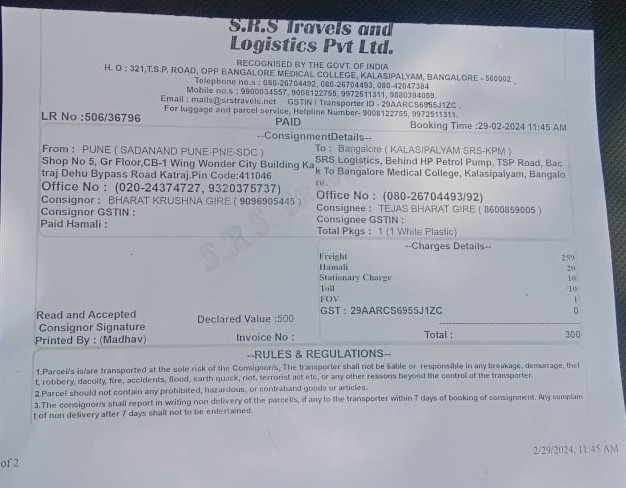 S.R.S Travels and
Logistics Pvt Ltd.
RECOGNISED BY THE GOVT. OF INDIA
H. O : 321,T.S.P. ROAD, OPP BANGALORE MEDICAL COLLEGE, KALASIPALYAM, BANGALORE - 560002
Telephone no.s : 080-26704492, 080-26704493, 080-42047384
Mobile no.s : 9900034557, 9008122755, 9972511311, 9880394059.
Email : mails@srstravels.net GSTIN / Transporter ID - 29AARCS6955J1ZC .
For luggage and parcel service, Helpline Number- 9008122755, 9972511311.
LR No :506/36796
PAID
Booking Time :29-02-2024 11:45 AM
--ConsignmentDetails--
From : PUNE ( SADANAND PUNE-PNE-SDC )
Shop No 5, Gr Floor,CB-1 Wing Wonder City Building Ka
traj Dehu Bypass Road Katraj.Pin Code:411046
Office No : (020-24374727, 9320375737)
Consignor : BHARAT KRUSHNA GIRE ( 9096905445 )
Consignor GSTIN :
Paid Hamali :
To : Bangalore ( KALASIPALYAM SRS-KPM )
SRS Logistics, Behind HP Petrol Pump, TSP Road, Bac
k To Bangalore Medical College, Kalasipalyam, Bangalo
re.
Office No : (080-26704493/92)
Consignee : TEJAS BHARAT GIRE ( 8600859005 )
Consignee GSTIN :
Total Pkgs : 1 (1 White Plastic)
--Charges Details--
Freight 259
Hamali 20
Stationary Charge 10
Toll 10
FOV 1
GST : 29AARCS6955J1ZC 0
Total : 300
Read and Accepted
Consignor Signature
Printed By : (Madhav)
Declared Value :500
Invoice No :
--RULES & REGULATIONS--
1.Parcel/s is/are transported at the sole risk of the Consignor/s, The transporter shall not be liable or responsible in any breakage, demurrage, thef
t, robbery, dacoity, fire, accidents, flood, earth quack, riot, terrorist act etc, or any other reasons beyond the control of the transporter.
2.Parcel should not contain any prohibited, hazardous, or contraband goods or articles.
3.The consignor/s shall report in writing non delivery of the parcel/s, if any to the transporter within 7 days of booking of consignment. Any complain
t of non delivery after 7 days shall not to be entertained.
2/29/2024, 11:45 AM
of 2